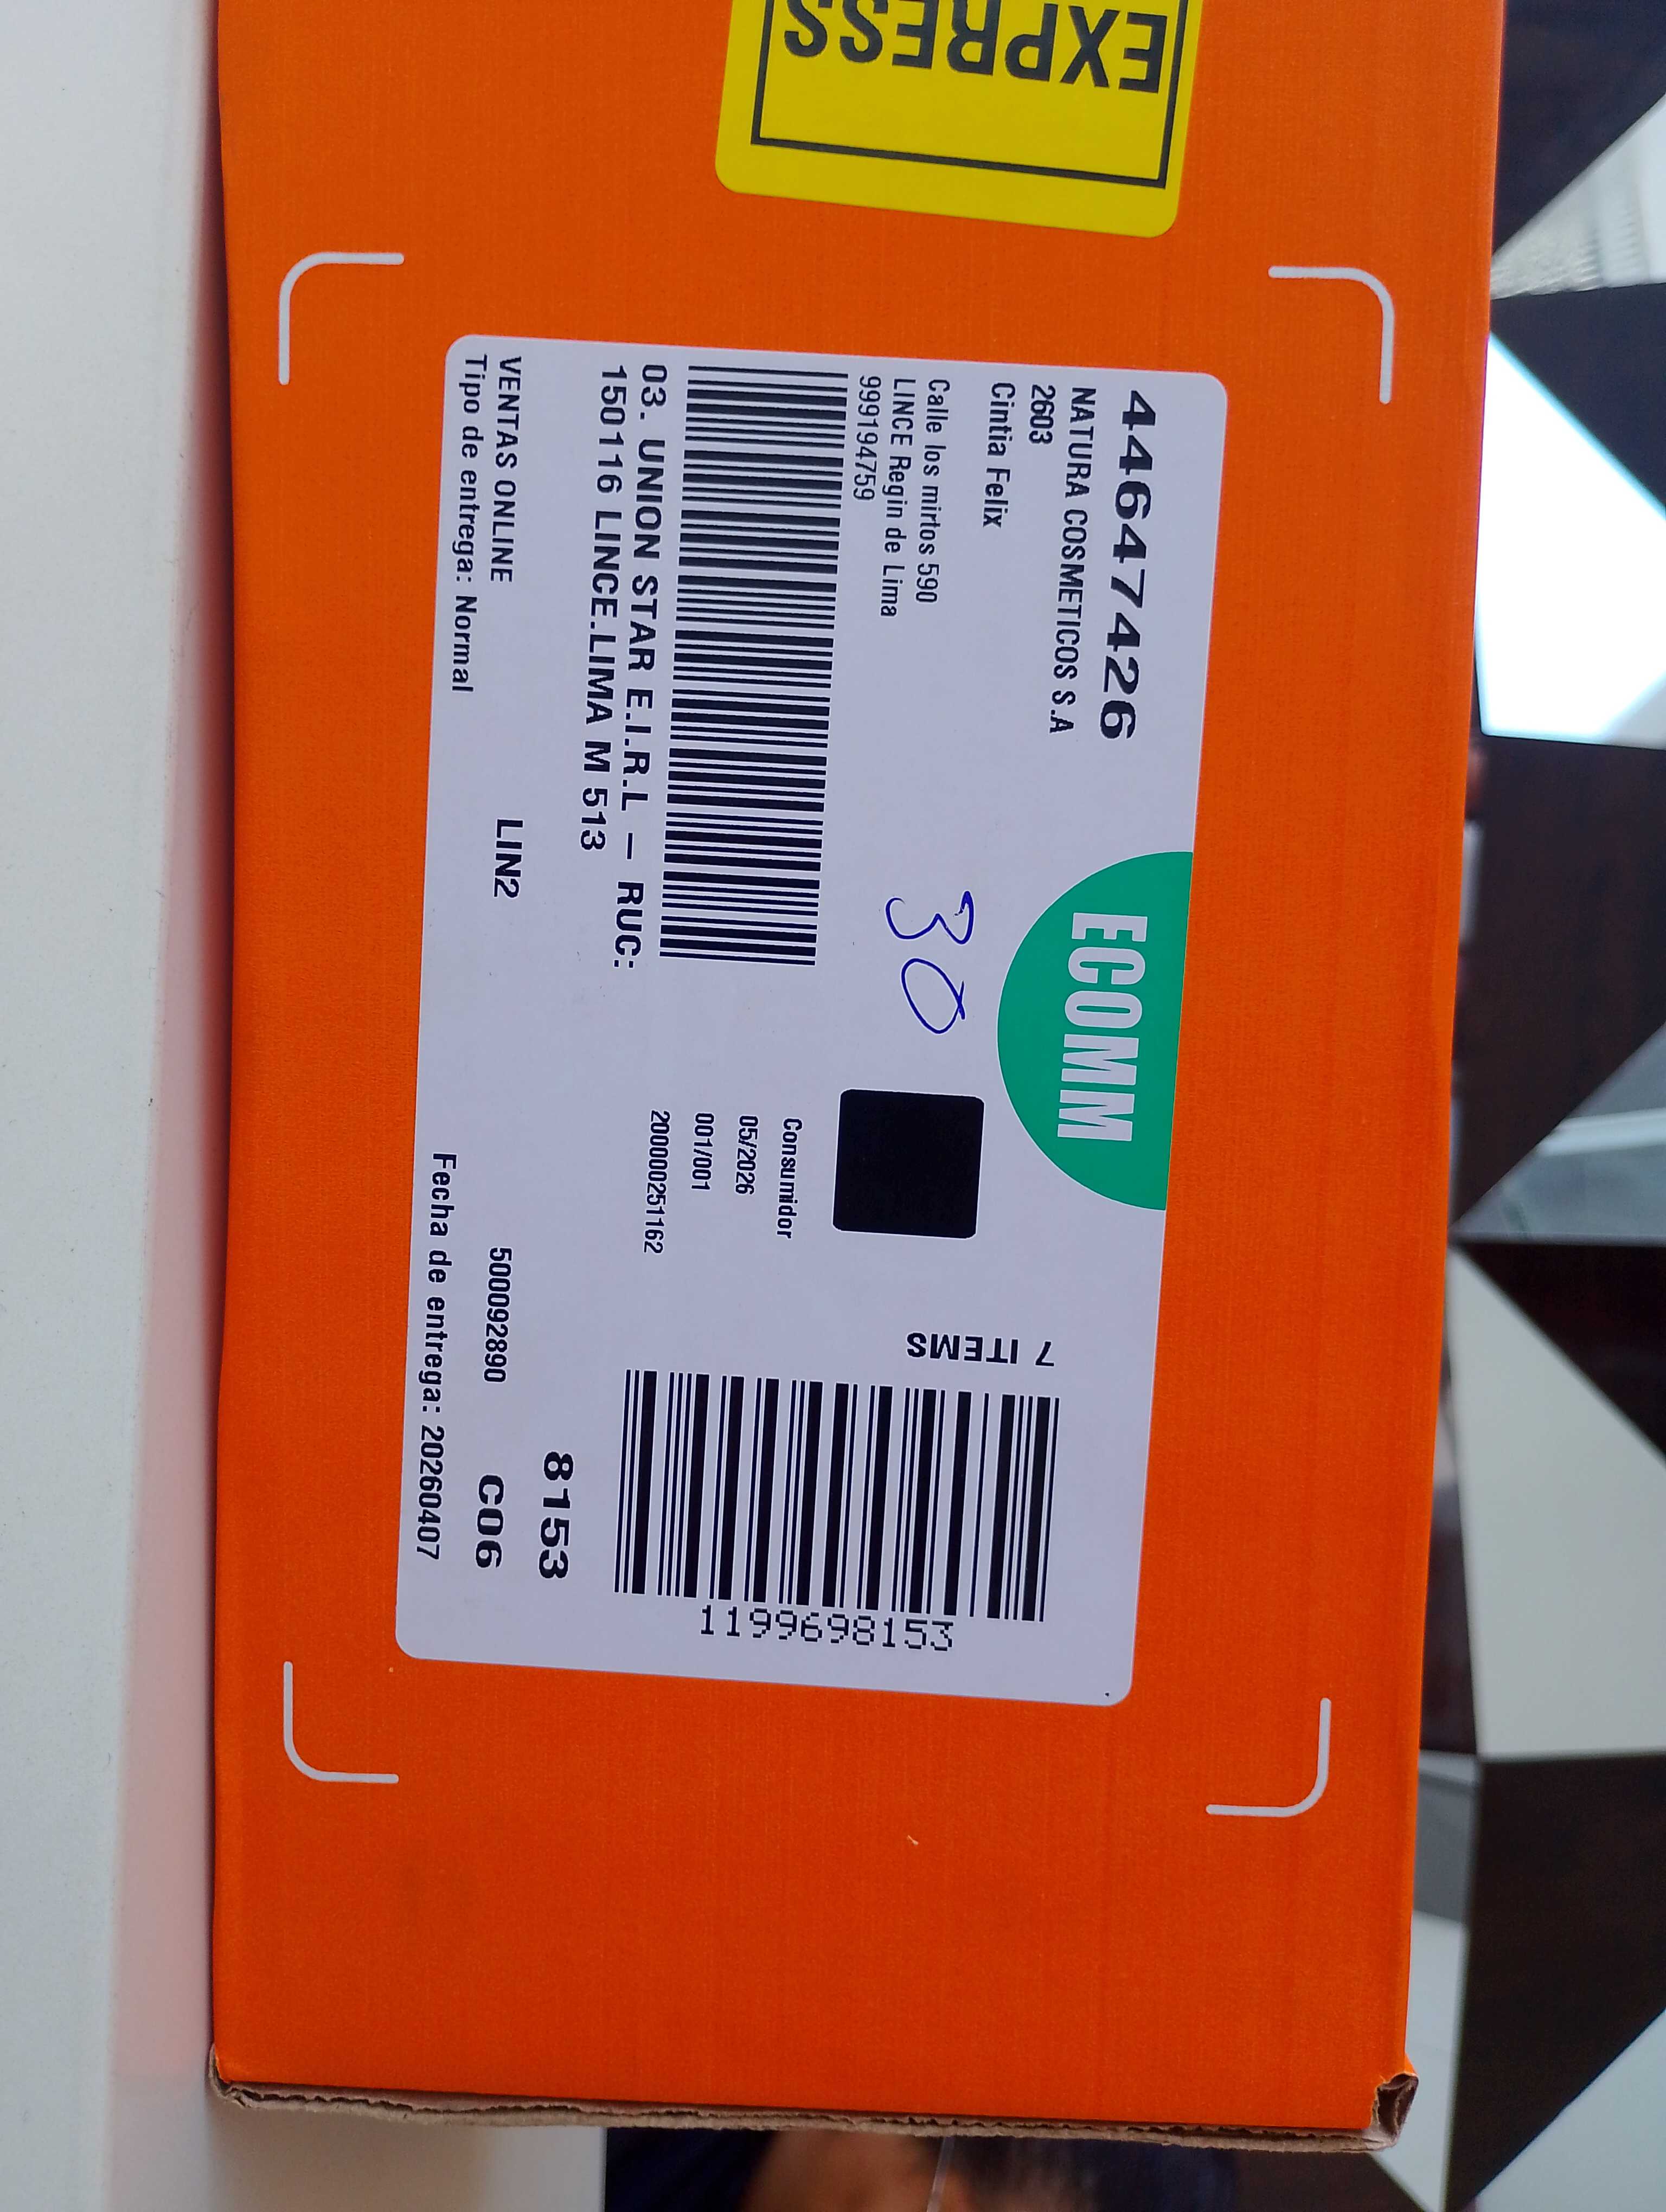 EXPRESS
44647426
NATURA COSMETICOS S.A
2603
Cintia Felix
Calle los mirtos 590
LINCE Regin de Lima
999194759
ECOMM
30
03. UNION STAR E.I.R.L – RUC:
150116 LINCE.LIMA M 513
Consumidor
05/2026
001/001
200000251162
7 ITEMS
1199698153
8153
VENTAS ONLINE LIN2 500092890 C06
Tipo de entrega: Normal Fecha de entrega: 20260407